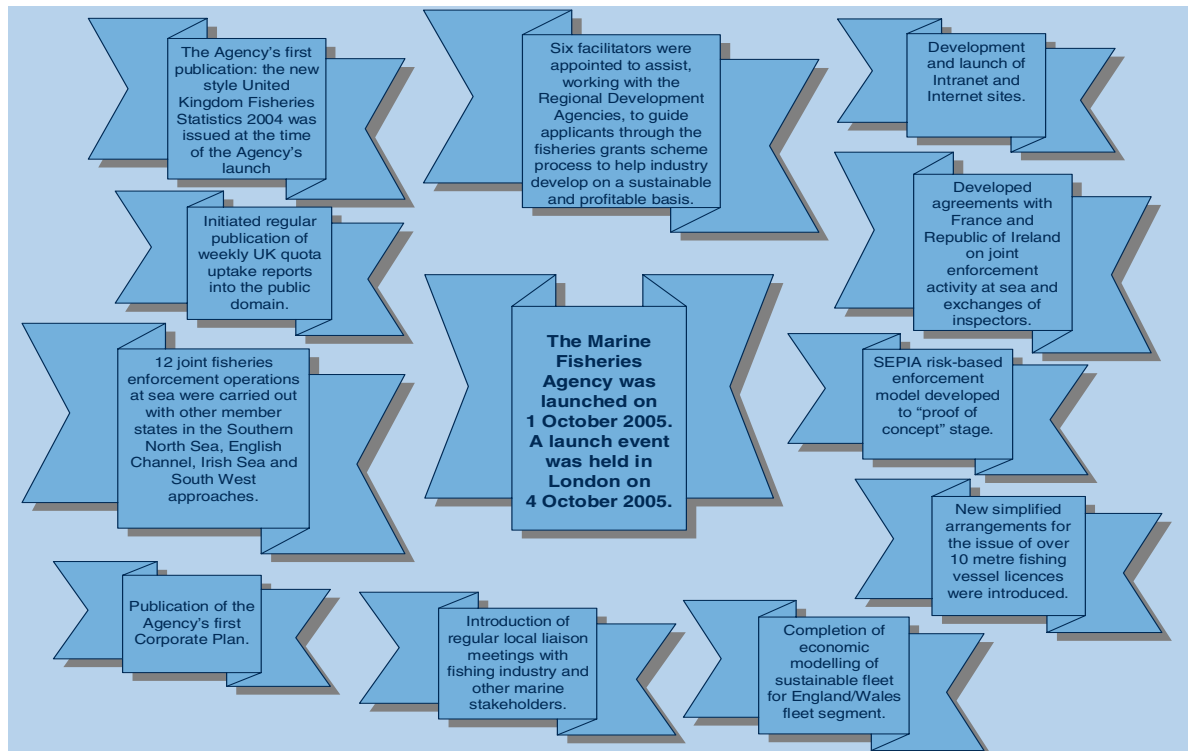 The Agency's first
publication: the new
style United
Kingdom Fisheries
Statistics 2004 was
issued at the time
of the Agency's
launch
Six facilitators were
appointed to assist,
working with the
Regional Development
Agencies, to guide
applicants through the
fisheries grants scheme
process to help industry
develop on a sustainable
and profitable basis.
Development
and launch of
Intranet and
Internet sites.
Initiated regular
publication of
weekly UK quota
uptake reports
into the public
domain.
Developed
agreements with
France and
Republic of Ireland
on joint
enforcement
activity at sea and
exchanges of
inspectors.
The Marine
Fisheries
Agency was
launched on
1 October 2005.
A launch event
was held in
London on
4 October 2005.
12 joint fisheries
enforcement operations
at sea were carried out
with other member
states in the Southern
North Sea, English
Channel, Irish Sea and
South West
approaches.
SEPIA risk-based
enforcement
model developed
to "proof of
concept" stage.
New simplified
arrangements for
the issue of over
10 metre fishing
vessel licences
were introduced.
Publication of the
Agency's first
Corporate Plan.
Introduction of
regular local liaison
meetings with
fishing industry and
other marine
stakeholders.
Completion of
economic
modelling of
sustainable fleet
for England/Wales
fleet segment.